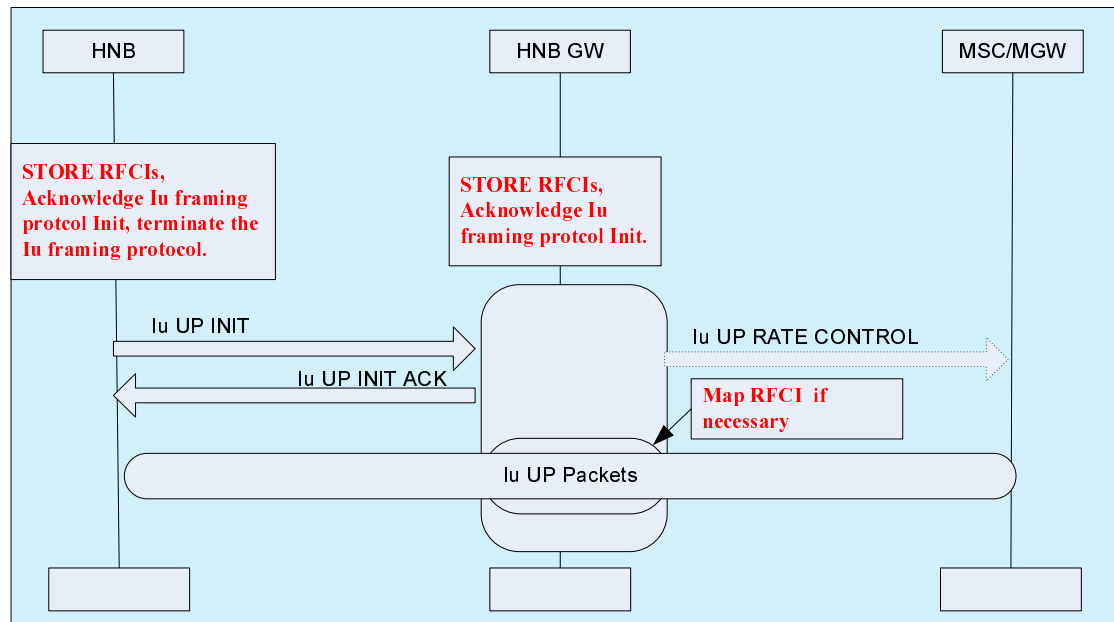 HNB
HNB GW
MSC/MGW
STORE RFCIs,
Acknowledge Iu framing
protcol Init, terminate the
Iu framing protocol.
STORE RFCIs,
Acknowledge Iu
framing protcol Init.
Iu UP INIT
Iu UP RATE CONTROL
Iu UP INIT ACK
Map RFCI if
necessary
Iu UP Packets